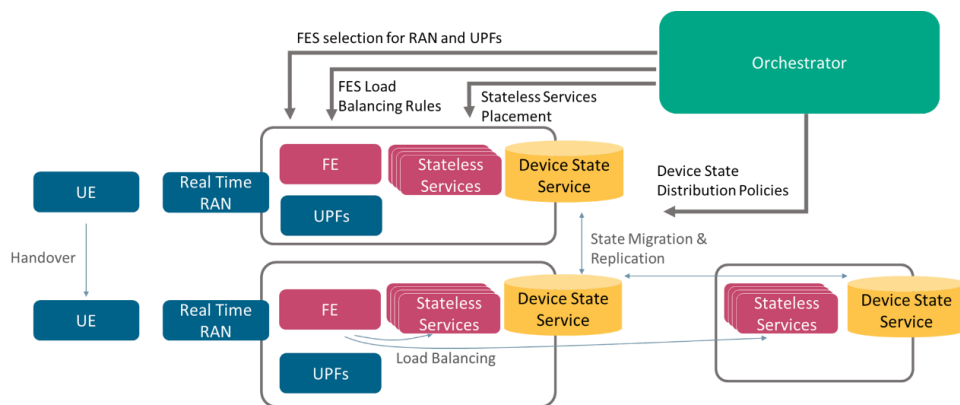 FES selection for RAN and UPFs
Orchestrator
FES Load
Balancing Rules
Stateless Services
Placement
FE
Stateless
Services
Device State
Service
Device State
Distribution Policies
UE
Real Time
RAN
UPFs
Handover
State Migration &
Replication
UE
Real Time
RAN
FE
Stateless
Services
Device State
Service
Stateless
Services
Device State
Service
Load Balancing
UPFs